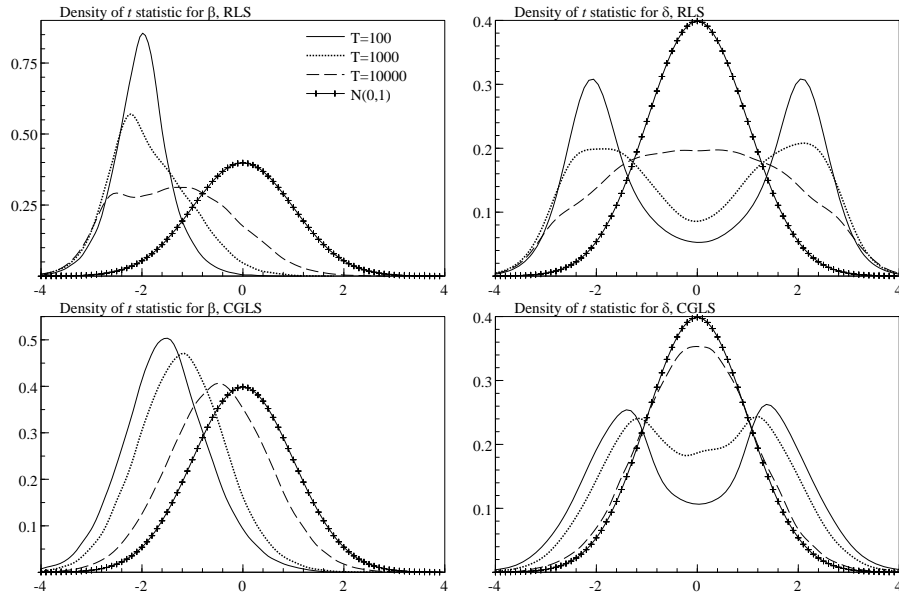 Density of t statistic for β, RLS
0.75
0.50
0.25
-4 -2 0 2 4
T=100
T=1000
T=10000
N(0,1)
Density of t statistic for δ, RLS
0.4
0.3
0.2
0.1
-4 -2 0 2 4
Density of t statistic for β, CGLS
0.5
0.4
0.3
0.2
0.1
-4 -2 0 2 4
Density of t statistic for δ, CGLS
0.4
0.3
0.2
0.1
-4 -2 0 2 4